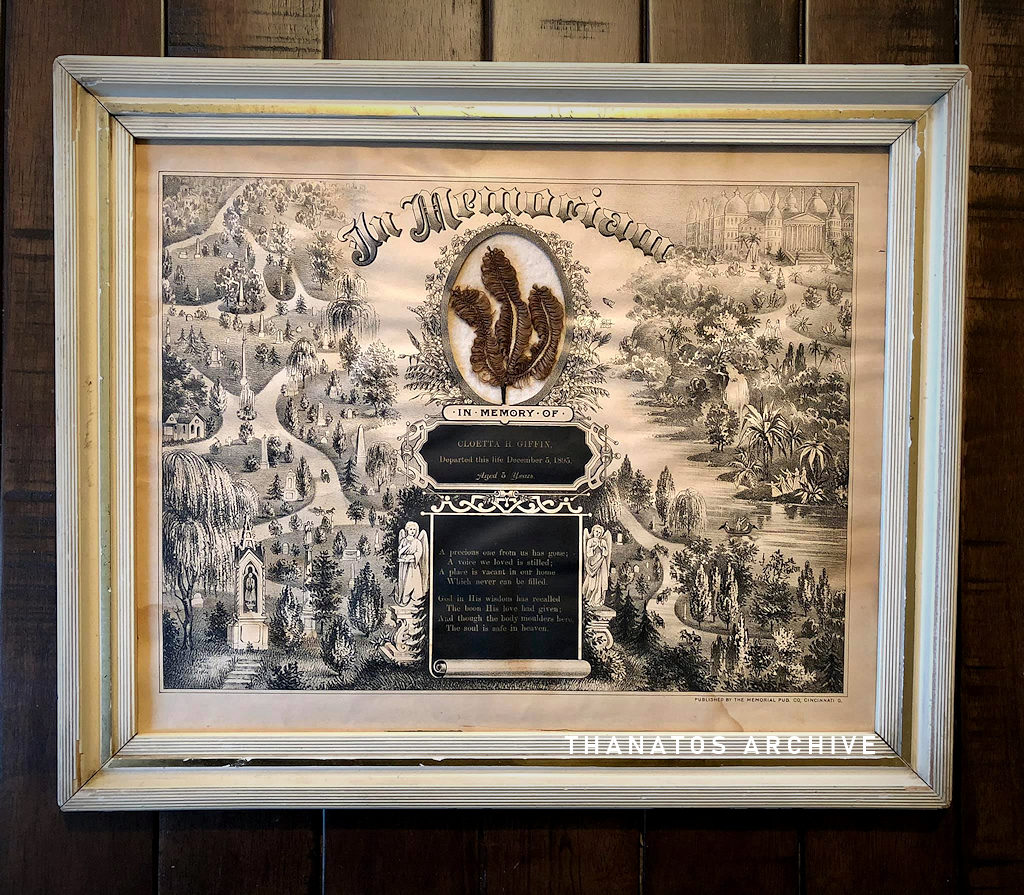 In Memoriam
IN · MEMORY · OF
CLOETTA H. GIFFIN,
Departed this life December 5, 1895,
Aged 5 Years.
A precious one from us has gone;
A voice we loved is stilled;
A place is vacant in our home
Which never can be filled.
God in His wisdom has recalled
The boon His love had given;
And though the body moulders here,
The soul is safe in heaven.
PUBLISHED BY THE MEMORIAL PUB. CO, CINCINNATI O.
THANATOS ARCHIVE